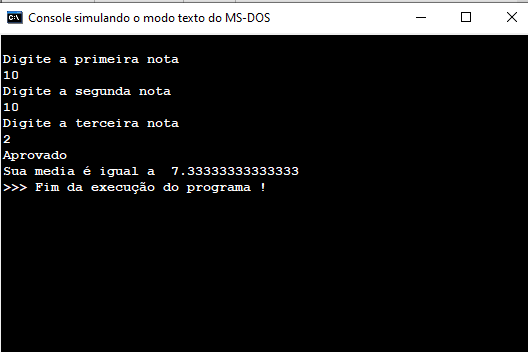 Console simulando o modo texto do MS-DOS
Digite a primeira nota
10
Digite a segunda nota
10
Digite a terceira nota
2
Aprovado
Sua media é igual a  7.33333333333333
>>> Fim da execução do programa !